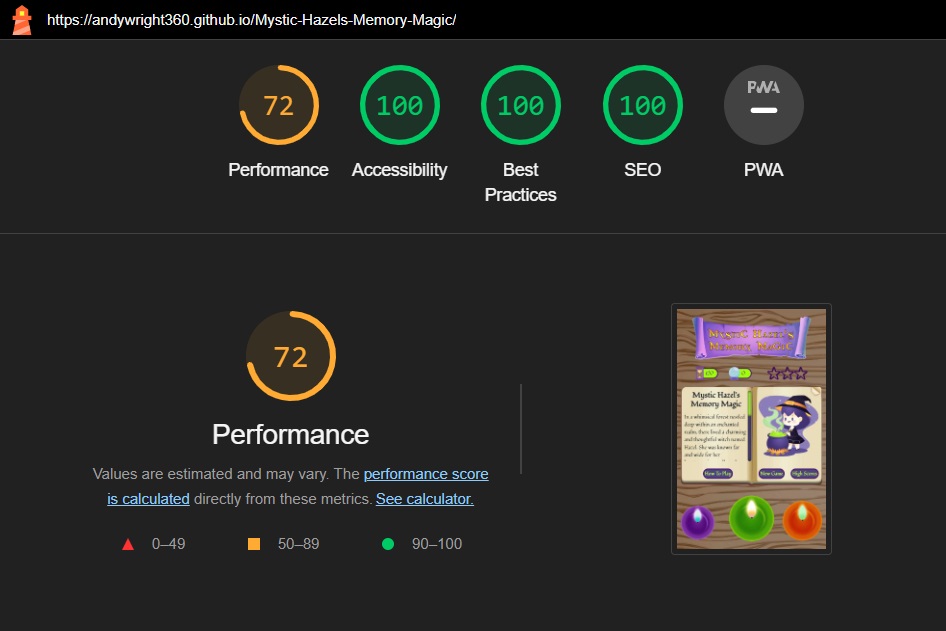 https://andywright360.github.io/Mystic-Hazels-Memory-Magic/
72
100
100
100
PWA
Performance
Accessibility
Best
Practices
SEO
PWA
72
Performance
Values are estimated and may vary. The performance score
is calculated directly from these metrics. See calculator.
0–49
50–89
90–100
Mystic Hazel's
Memory Magic
Mystic Hazel's
Memory Magic
In a whimsical forest nestled
deep within an enchanted
realm, there lived a charming
and thoughtful witch named
Hazel. She was known far
and wide for her
How To Play
New Game
High Scores